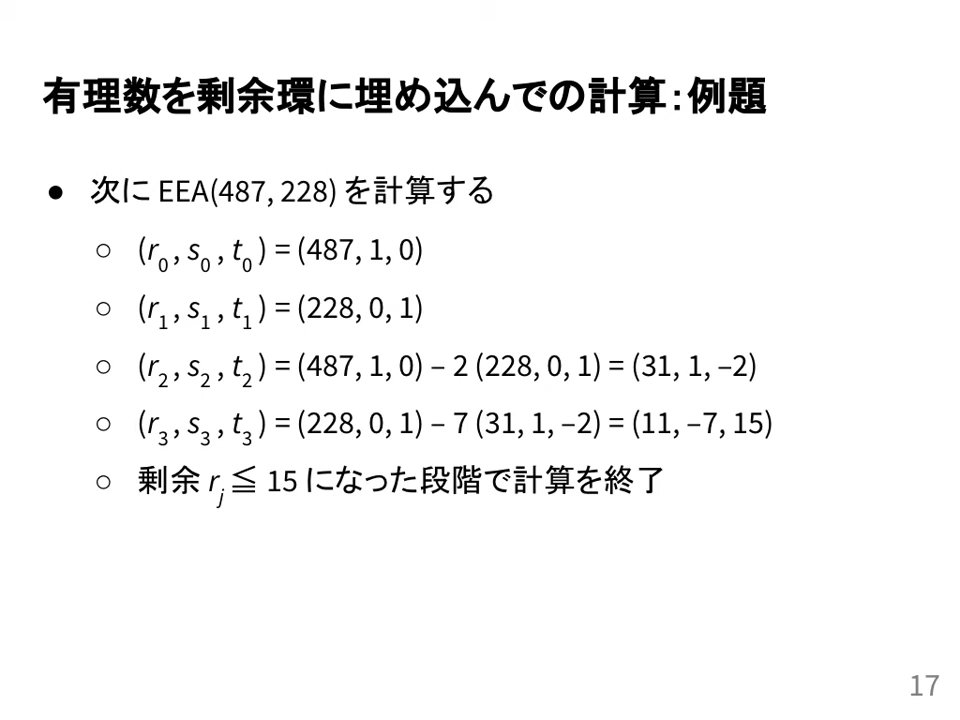 有理数を剰余環に埋め込んでの計算：例題
● 次に EEA(487, 228) を計算する
○ (r₀ , s₀ , t₀ ) = (487, 1, 0)
○ (r₁ , s₁ , t₁ ) = (228, 0, 1)
○ (r₂ , s₂ , t₂ ) = (487, 1, 0) – 2 (228, 0, 1) = (31, 1, –2)
○ (r₃ , s₃ , t₃ ) = (228, 0, 1) – 7 (31, 1, –2) = (11, –7, 15)
○ 剰余 rⱼ ≦ 15 になった段階で計算を終了
17